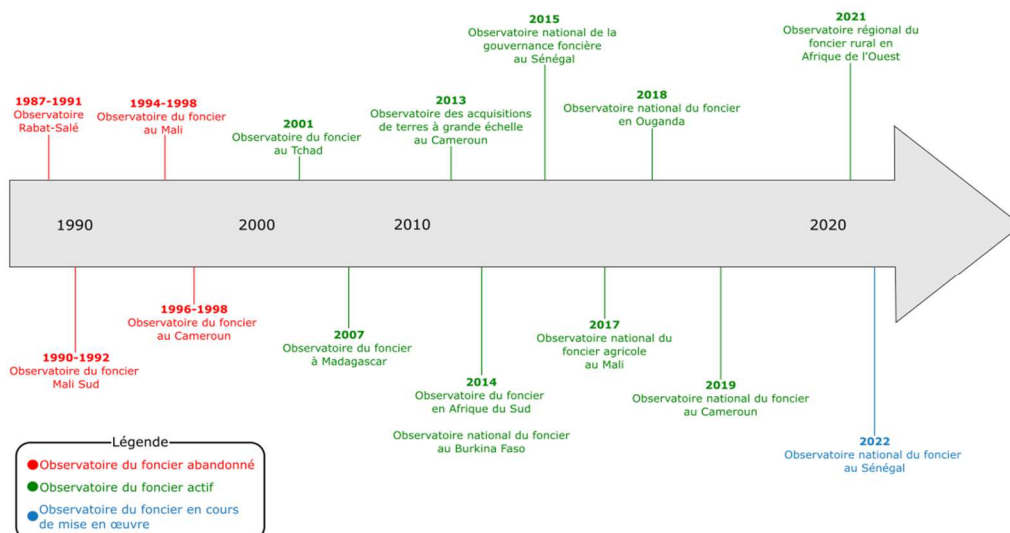 2015
Observatoire national de la
gouvernance foncière
au Sénégal
2021
Observatoire régional du
foncier rural en
Afrique de l'Ouest
1987-1991
Observatoire
Rabat-Salé
1994-1998
Observatoire du foncier
au Mali
2001
Observatoire du foncier
au Tchad
2013
Observatoire des acquisitions
de terres à grande échelle
au Cameroun
2018
Observatoire national du foncier
en Ouganda
1990
2000
2010
2020
1990-1992
Observatoire du foncier
Mali Sud
1996-1998
Observatoire du foncier
au Cameroun
2007
Observatoire du foncier
à Madagascar
2014
Observatoire du foncier
en Afrique du Sud
Observatoire national du foncier
au Burkina Faso
2017
Observatoire national du
foncier agricole
au Mali
2019
Observatoire national du foncier
au Cameroun
2022
Observatoire national du foncier
au Sénégal
Légende
Observatoire du foncier abandonné
Observatoire du foncier actif
Observatoire du foncier en cours
de mise en œuvre